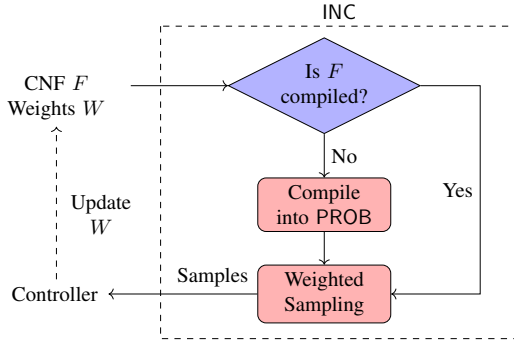 INC
CNF F
Weights W
Is F
compiled?
No
Yes
Compile
into PROB
Update
W
Samples
Weighted
Sampling
Controller